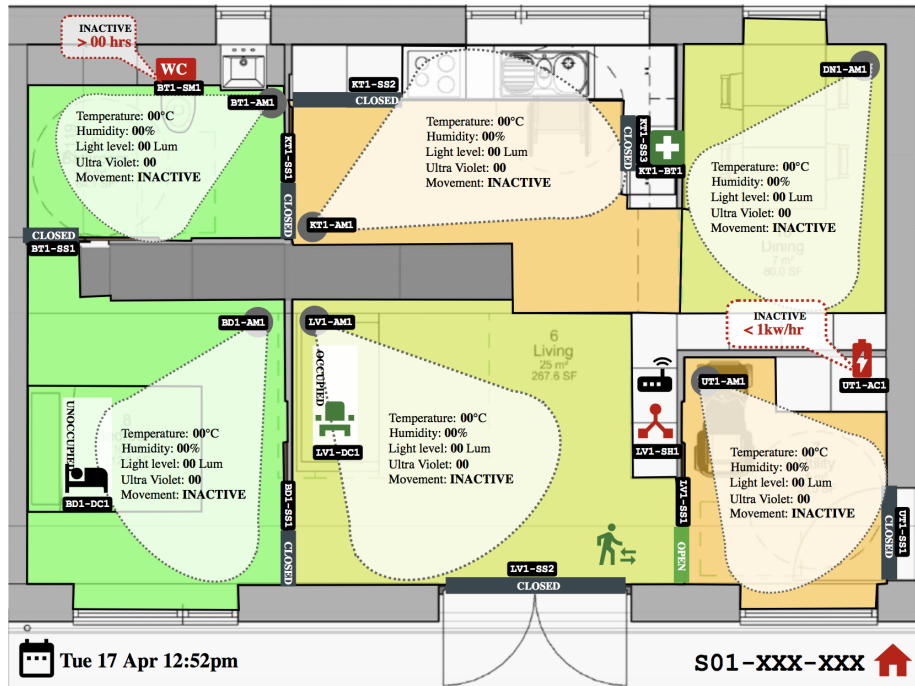 INACTIVE
> 00 hrs
WC
BT1-SM1
BT1-AM1
Temperature: 00°C
Humidity: 00%
Light level: 00 Lum
Ultra Violet: 00
Movement: INACTIVE
KT1-SS1
CLOSED
CLOSED
BT1-SS1
KT1-SS2
CLOSED
Temperature: 00°C
Humidity: 00%
Light level: 00 Lum
Ultra Violet: 00
Movement: INACTIVE
KT1-AM1
CLOSED
KT1-SS3
KT1-BT1
DN1-AM1
Temperature: 00°C
Humidity: 00%
Light level: 00 Lum
Ultra Violet: 00
Movement: INACTIVE
Dining
7 m²
80.0 SF
BD1-AM1
UNOCCUPIED
8
BD1-DC1
Temperature: 00°C
Humidity: 00%
Light level: 00 Lum
Ultra Violet: 00
Movement: INACTIVE
BD1-SS1
CLOSED
LV1-AM1
OCCUPIED
LV1-DC1
6
Living
25 m²
267.6 SF
Temperature: 00°C
Humidity: 00%
Light level: 00 Lum
Ultra Violet: 00
Movement: INACTIVE
LV1-SH1
LV1-SS1
OPEN
LV1-SS2
CLOSED
INACTIVE
< 1kw/hr
UT1-AC1
UT1-AM1
Temperature: 00°C
Humidity: 00%
Light level: 00 Lum
Ultra Violet: 00
Movement: INACTIVE
CLOSED
UT1-SS1
Tue 17 Apr 12:52pm
S01-XXX-XXX